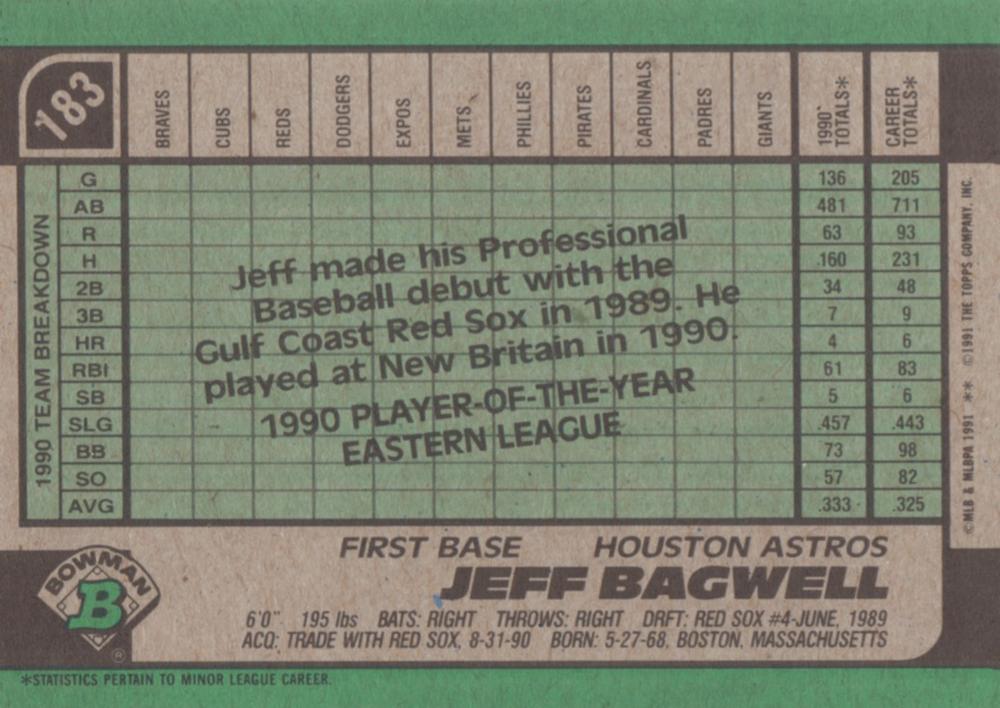 183
BRAVES CUBS REDS DODGERS EXPOS METS PHILLIES PIRATES CARDINALS PADRES GIANTS 1990 TOTALS* CAREER TOTALS*
1990 TEAM BREAKDOWN
G 136 205
AB 481 711
R 63 93
H 160 231
2B 34 48
3B 7 9
HR 4 6
RBI 61 83
SB 5 6
SLG .457 .443
BB 73 98
SO 57 82
AVG .333 .325
Jeff made his Professional
Baseball debut with the
Gulf Coast Red Sox in 1989. He
played at New Britain in 1990.
1990 PLAYER-OF-THE-YEAR
EASTERN LEAGUE
©MLB & MLBPA 1991 ** ©1991 THE TOPPS COMPANY, INC.
FIRST BASE HOUSTON ASTROS
JEFF BAGWELL
6'0" 195 lbs BATS: RIGHT THROWS: RIGHT DRFT: RED SOX #4-JUNE, 1989
ACQ: TRADE WITH RED SOX, 8-31-90 BORN: 5-27-68, BOSTON, MASSACHUSETTS
BOWMAN
B
®
*STATISTICS PERTAIN TO MINOR LEAGUE CAREER.